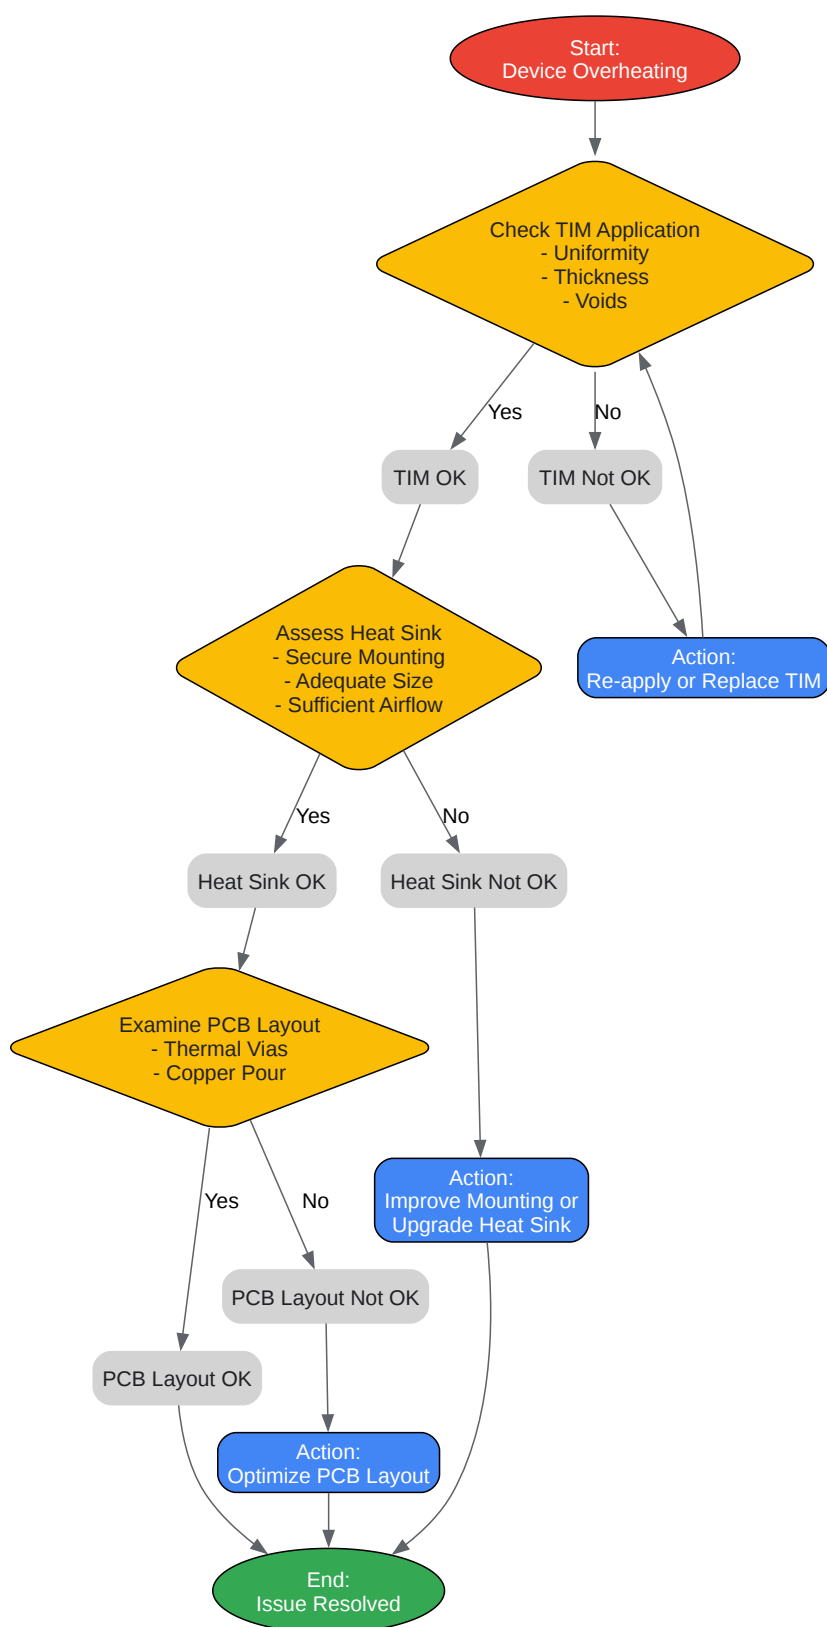 Start:
Device Overheating
Check TIM Application
- Uniformity
- Thickness
- Voids
Yes
No
TIM OK
TIM Not OK
Assess Heat Sink
- Secure Mounting
- Adequate Size
- Sufficient Airflow
Action:
Re-apply or Replace TIM
Yes
No
Heat Sink OK
Heat Sink Not OK
Examine PCB Layout
- Thermal Vias
- Copper Pour
Yes
No
Action:
Improve Mounting or
Upgrade Heat Sink
PCB Layout Not OK
PCB Layout OK
Action:
Optimize PCB Layout
End:
Issue Resolved